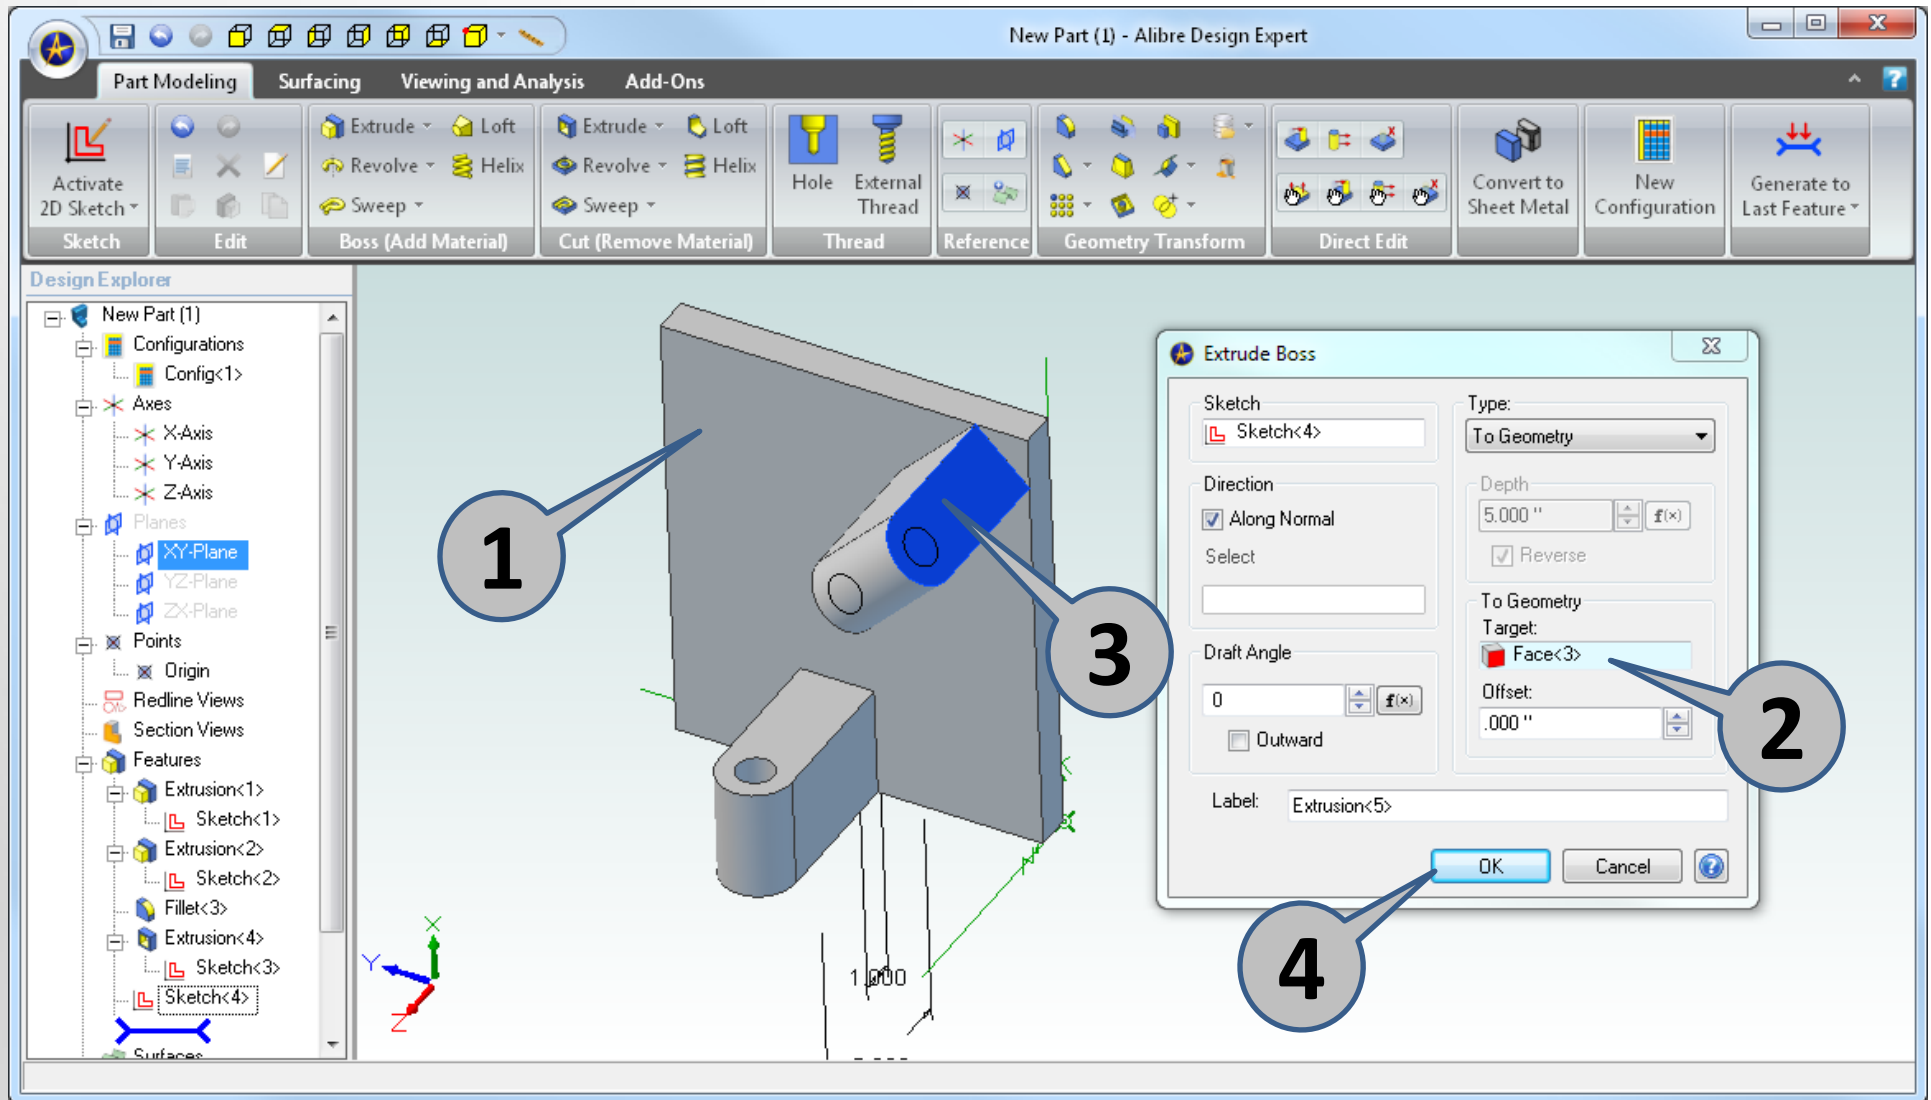 New Part (1) - Alibre Design Expert
Part Modeling Surfacing Viewing and Analysis Add-Ons
Activate
2D Sketch
Sketch
Edit
Extrude Loft
Revolve Helix
Sweep
Boss (Add Material)
Extrude Loft
Revolve Helix
Sweep
Cut (Remove Material)
Hole
External
Thread
Thread
Reference
Geometry Transform
Direct Edit
Convert to
Sheet Metal
New
Configuration
Generate to
Last Feature
Design Explorer
New Part (1)
Configurations
Config<1>
Axes
X-Axis
Y-Axis
Z-Axis
Planes
XY-Plane
YZ-Plane
ZX-Plane
Points
Origin
Redline Views
Section Views
Features
Extrusion<1>
Sketch<1>
Extrusion<2>
Sketch<2>
Fillet<3>
Extrusion<4>
Sketch<3>
Sketch<4>
Surfaces
1
3
X
Y
Z
1.000
Extrude Boss
Sketch
Sketch<4>
Direction
Along Normal
Select
Draft Angle
0
f(x)
Outward
Type:
To Geometry
Depth
5.000 "
f(x)
Reverse
To Geometry
Target:
Face<3>
Offset:
.000 "
2
Label: Extrusion<5>
OK Cancel ?
4